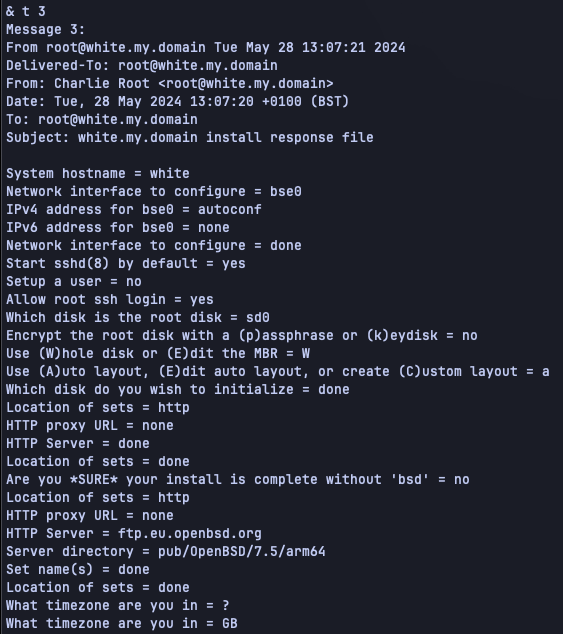 & t 3
Message 3:
From root@white.my.domain Tue May 28 13:07:21 2024
Delivered-To: root@white.my.domain
From: Charlie Root <root@white.my.domain>
Date: Tue, 28 May 2024 13:07:20 +0100 (BST)
To: root@white.my.domain
Subject: white.my.domain install response file

System hostname = white
Network interface to configure = bse0
IPv4 address for bse0 = autoconf
IPv6 address for bse0 = none
Network interface to configure = done
Start sshd(8) by default = yes
Setup a user = no
Allow root ssh login = yes
Which disk is the root disk = sd0
Encrypt the root disk with a (p)assphrase or (k)eydisk = no
Use (W)hole disk or (E)dit the MBR = W
Use (A)uto layout, (E)dit auto layout, or create (C)ustom layout = a
Which disk do you wish to initialize = done
Location of sets = http
HTTP proxy URL = none
HTTP Server = done
Location of sets = done
Are you *SURE* your install is complete without 'bsd' = no
Location of sets = http
HTTP proxy URL = none
HTTP Server = ftp.eu.openbsd.org
Server directory = pub/OpenBSD/7.5/arm64
Set name(s) = done
Location of sets = done
What timezone are you in = ?
What timezone are you in = GB